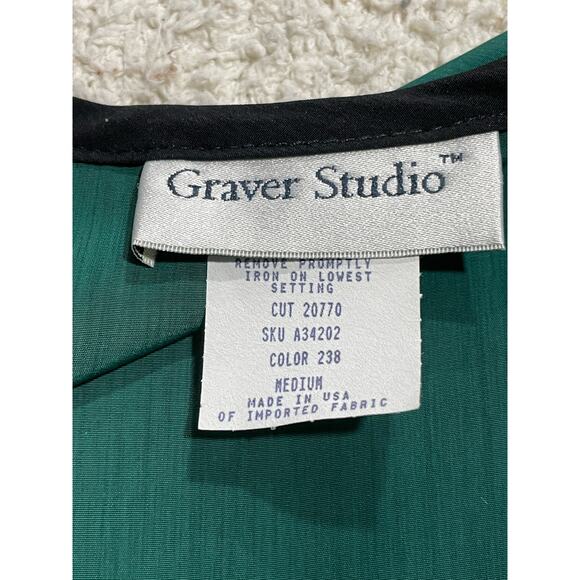 Graver Studio™
REMOVE PROMPTLY
IRON ON LOWEST
SETTING
CUT 20770
SKU A34202
COLOR 238
MEDIUM
MADE IN USA
OF IMPORTED FABRIC